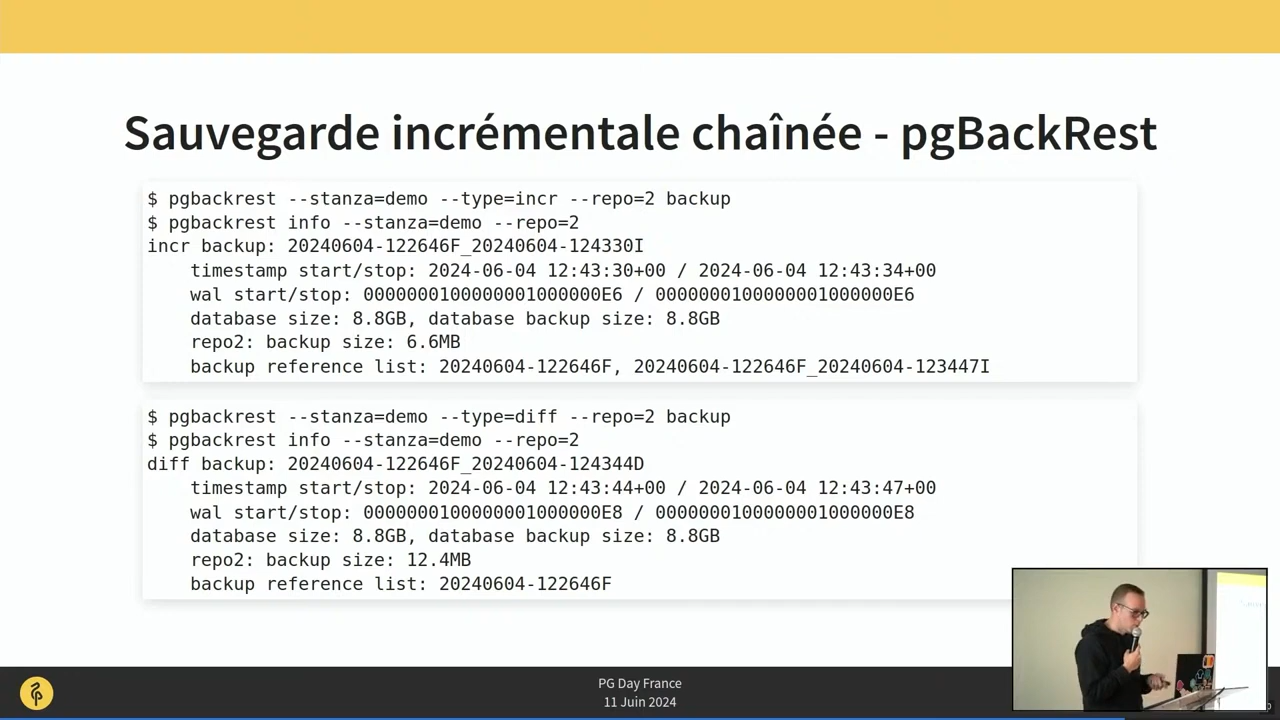 Sauvegarde incrémentale chaînée - pgBackRest
$ pgbackrest --stanza=demo --type=incr --repo=2 backup
$ pgbackrest info --stanza=demo --repo=2
incr backup: 20240604-122646F_20240604-124330I
timestamp start/stop: 2024-06-04 12:43:30+00 / 2024-06-04 12:43:34+00
wal start/stop: 0000000100000001000000E6 / 0000000100000001000000E6
database size: 8.8GB, database backup size: 8.8GB
repo2: backup size: 6.6MB
backup reference list: 20240604-122646F, 20240604-122646F_20240604-123447I
$ pgbackrest --stanza=demo --type=diff --repo=2 backup
$ pgbackrest info --stanza=demo --repo=2
diff backup: 20240604-122646F_20240604-124344D
timestamp start/stop: 2024-06-04 12:43:44+00 / 2024-06-04 12:43:47+00
wal start/stop: 0000000100000001000000E8 / 0000000100000001000000E8
database size: 8.8GB, database backup size: 8.8GB
repo2: backup size: 12.4MB
backup reference list: 20240604-122646F
PG Day France
11 Juin 2024